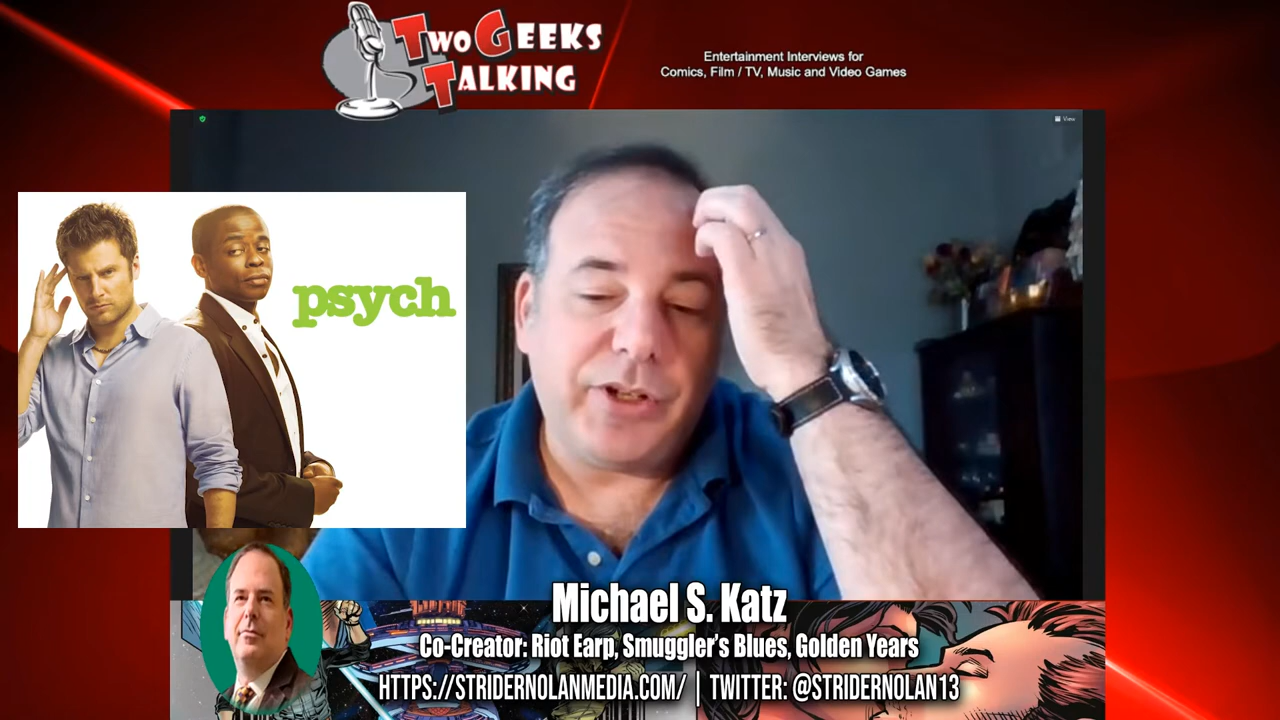 TWO GEEKS
TALKING
Entertainment Interviews for
Comics, Film / TV, Music and Video Games
View
psych
Michael S. Katz
Co-Creator: Riot Earp, Smuggler's Blues, Golden Years
HTTPS://STRIDERNOLANMEDIA.COM/ | TWITTER: @STRIDERNOLAN13